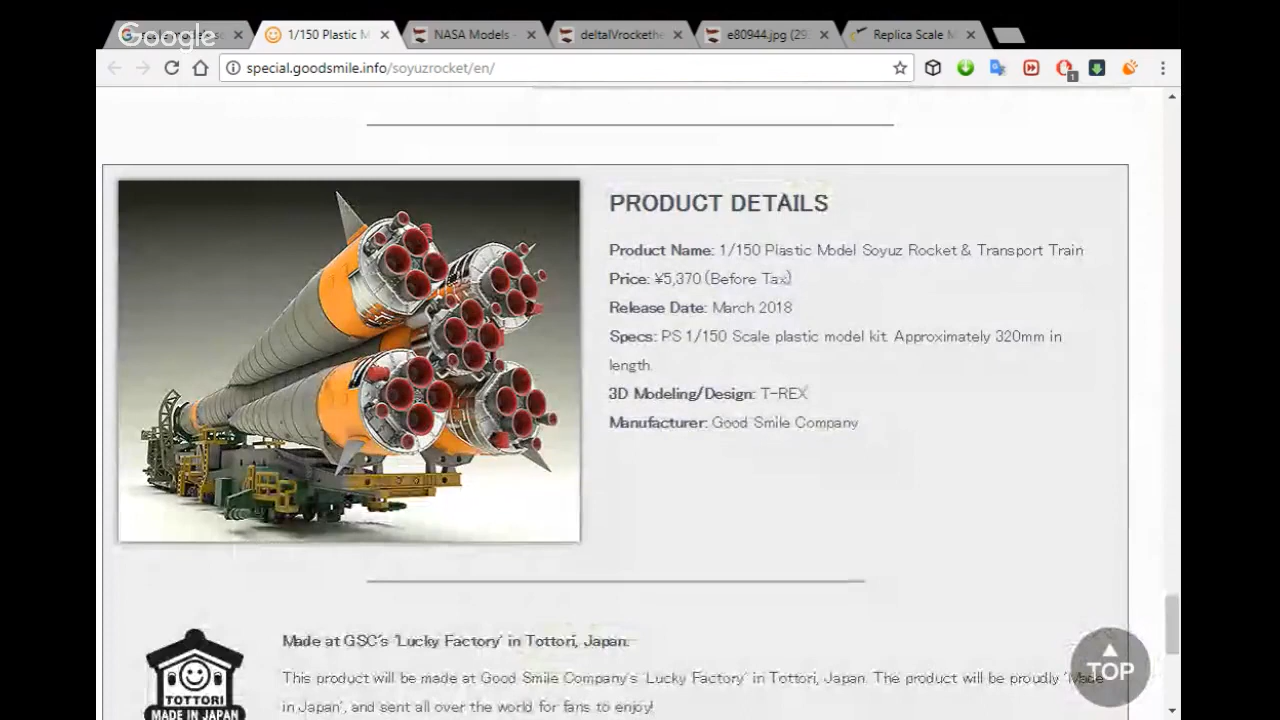 Google
1/150 Plastic M
NASA Models -
deltaIVrockethe
e80944.jpg (29
Replica Scale M
special.goodsmile.info/soyuzrocket/en/
1
PRODUCT DETAILS
Product Name: 1/150 Plastic Model Soyuz Rocket & Transport Train
Price: ¥5,370 (Before Tax)
Release Date: March 2018
Specs: PS 1/150 Scale plastic model kit. Approximately 320mm in
length.
3D Modeling/Design: T-REX
Manufacturer: Good Smile Company
Made at GSC's 'Lucky Factory' in Tottori, Japan.
This product will be made at Good Smile Company's 'Lucky Factory' in Tottori, Japan. The product will be proudly 'Made
in Japan', and sent all over the world for fans to enjoy!
TOTTORI
MADE IN JAPAN
TOP